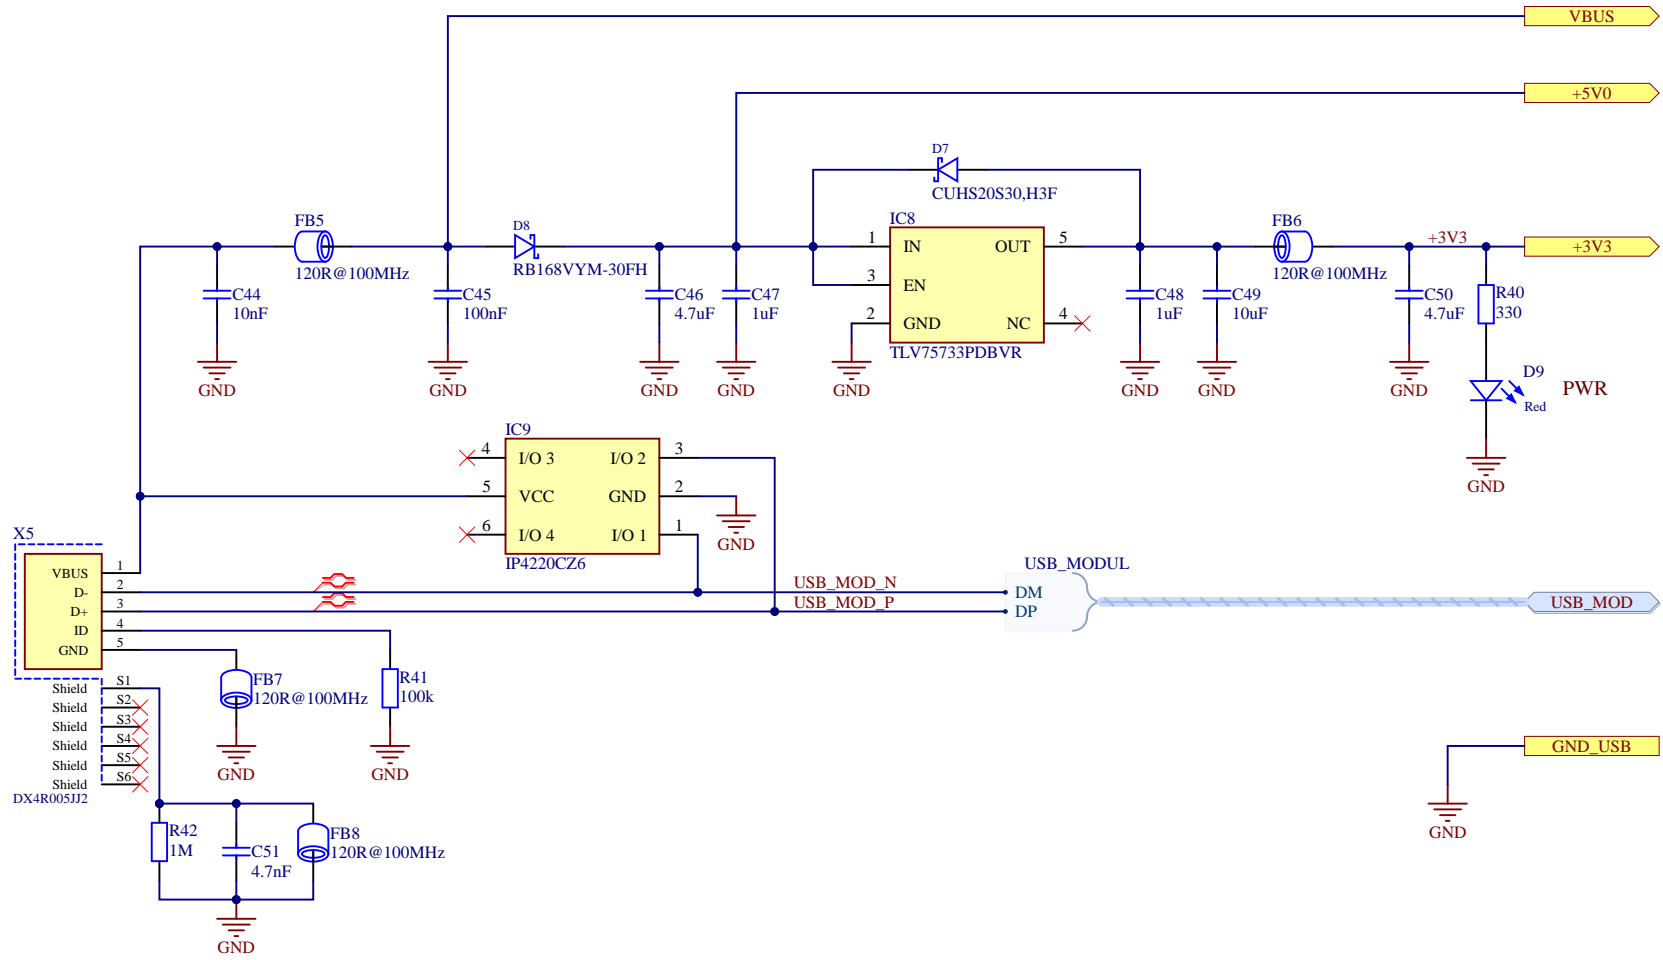 VBUS
+5V0
D7
CUHS20S30,H3F
FB5
120R@100MHz
D8
RB168VYM-30FH
IC8
1 IN OUT 5
3 EN
2 GND NC 4
TLV75733PDBVR
FB6
120R@100MHz
+3V3
+3V3
C44
10nF
C45
100nF
C46
4.7uF
C47
1uF
C48
1uF
C49
10uF
C50
4.7uF
R40
330
GND
GND
GND
GND
GND
GND
GND
GND
D9
Red
PWR
GND
IC9
4 I/O 3 I/O 2 3
5 VCC GND 2
6 I/O 4 I/O 1 1
IP4220CZ6
GND
X5
VBUS 1
D- 2
D+ 3
ID 4
GND 5
Shield S1
Shield S2
Shield S3
Shield S4
Shield S5
Shield S6
DX4R005JJ2
USB_MOD_N
USB_MOD_P
USB_MODUL
DM
DP
USB_MOD
FB7
120R@100MHz
GND
R41
100k
GND
GND_USB
GND
R42
1M
C51
4.7nF
FB8
120R@100MHz
GND